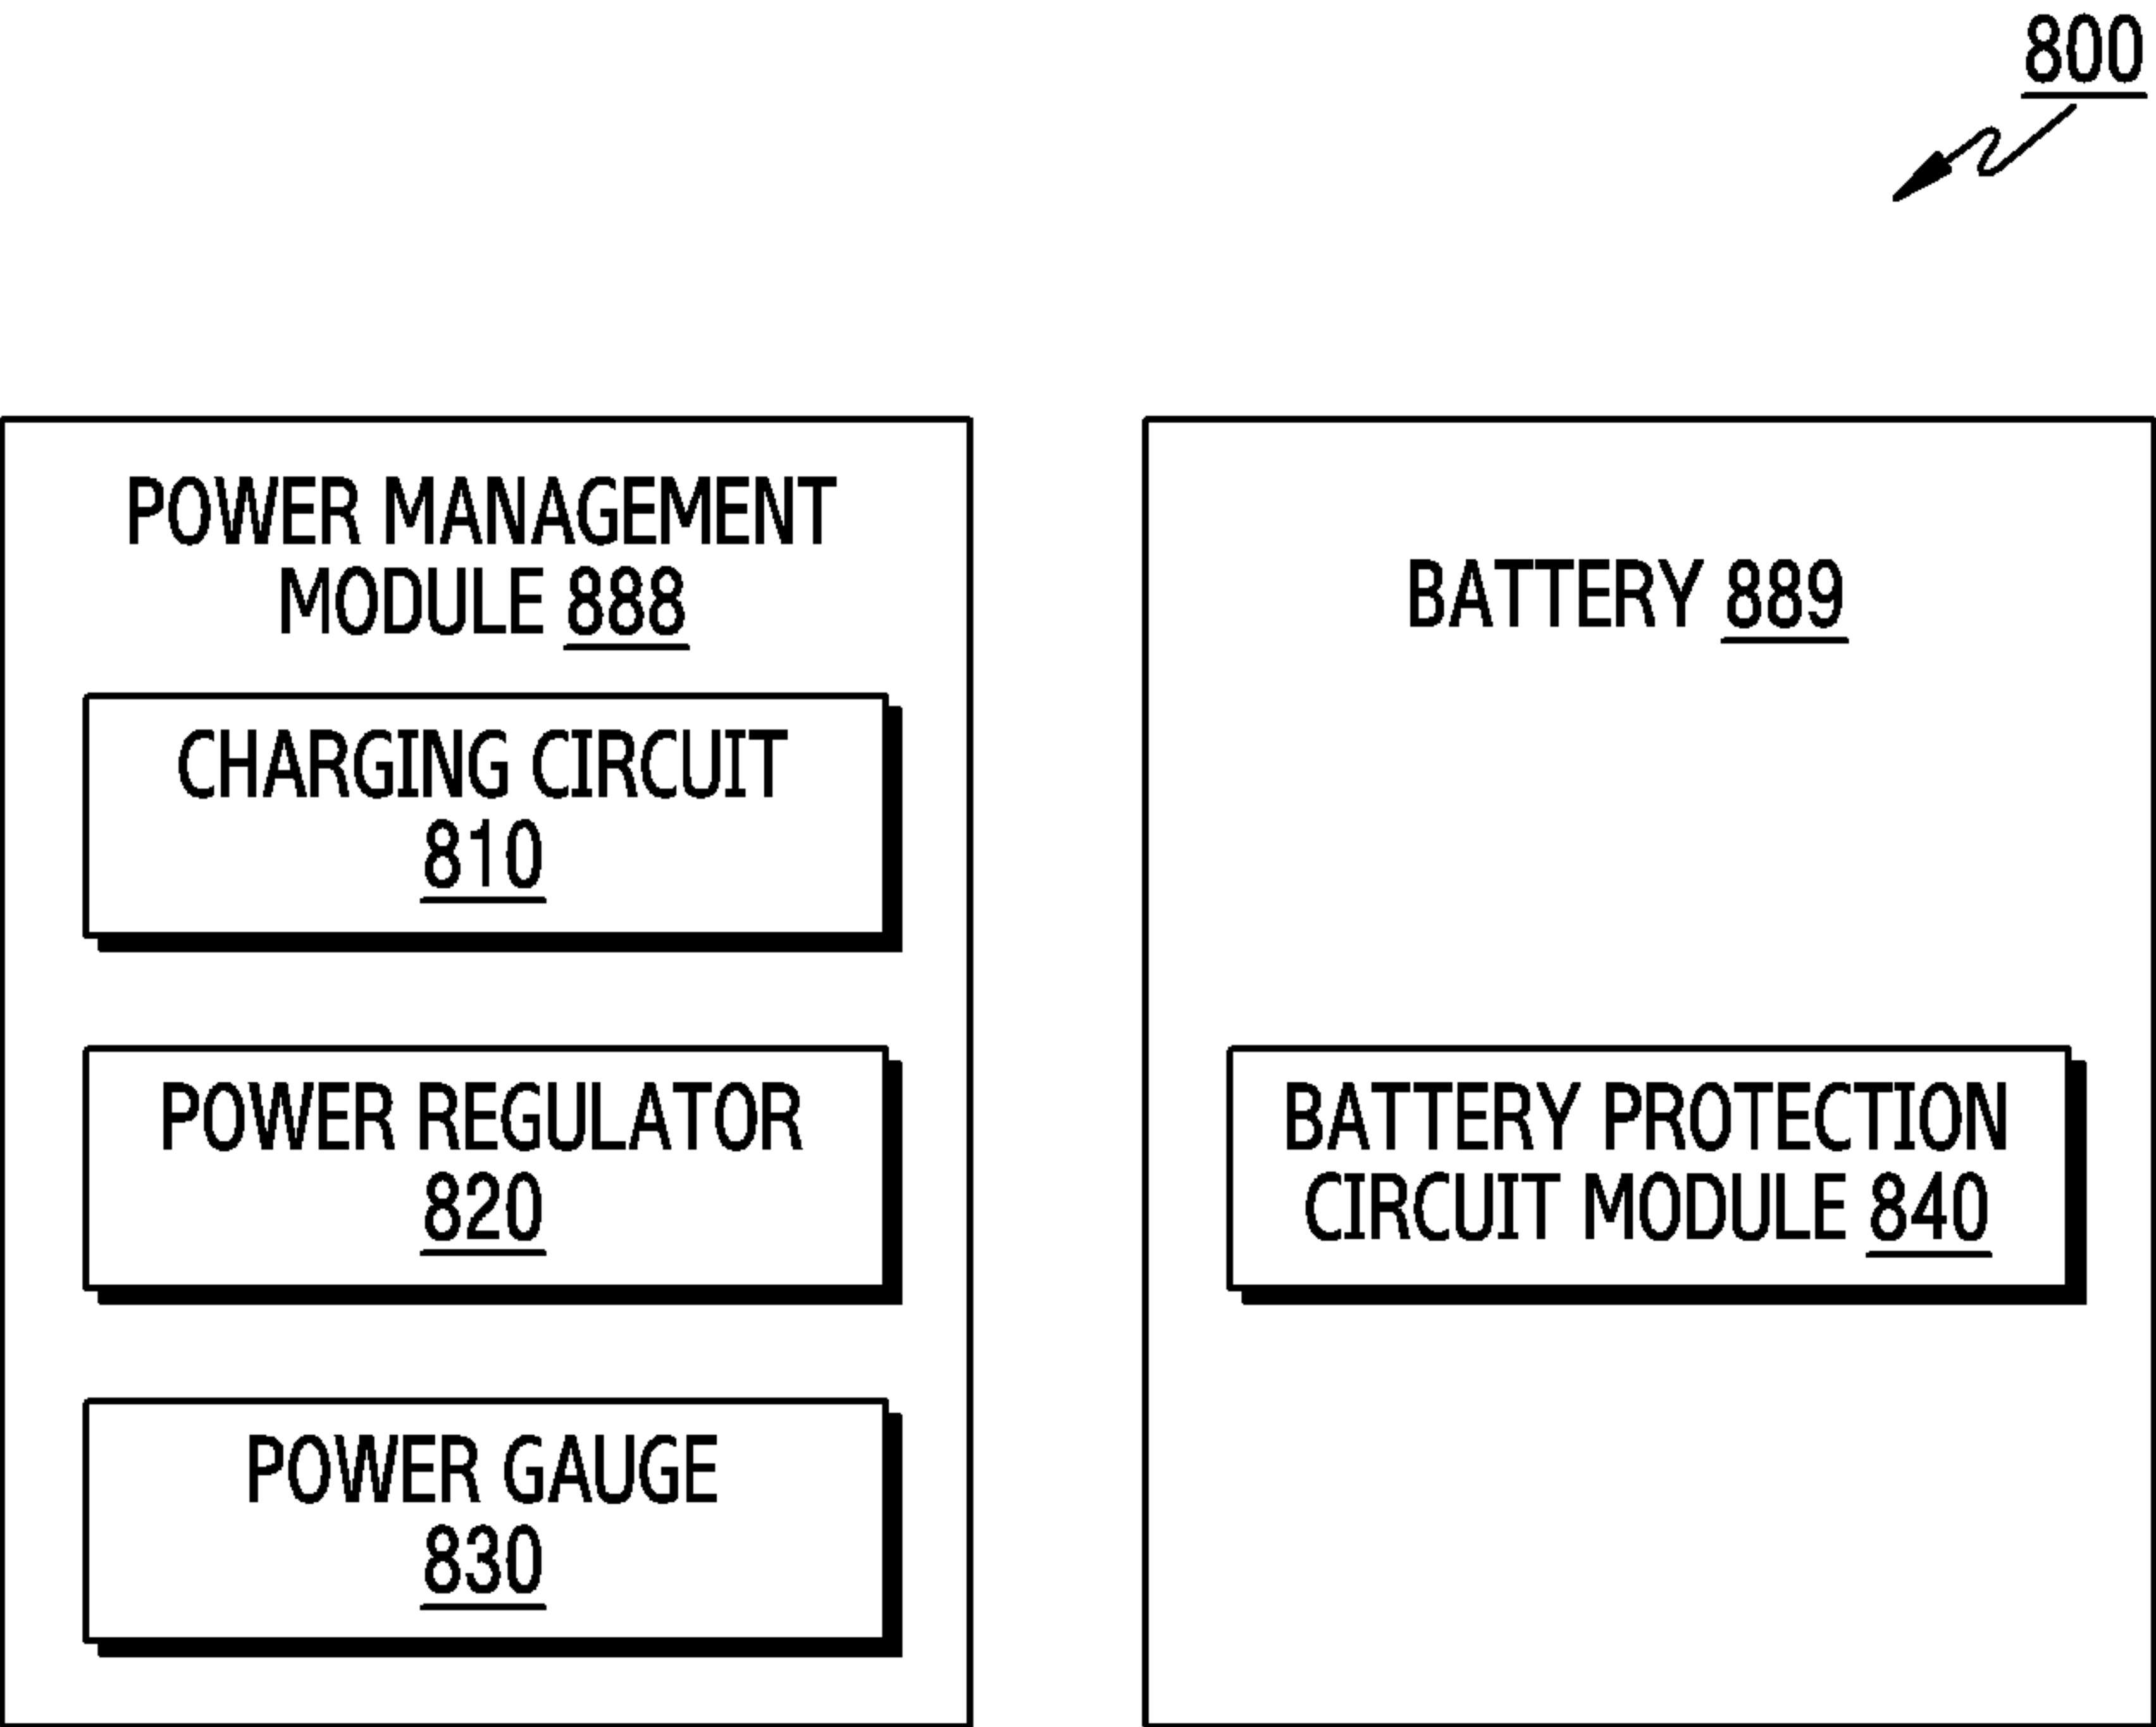 800
POWER MANAGEMENT
MODULE 888
CHARGING CIRCUIT
810
POWER REGULATOR
820
POWER GAUGE
830
BATTERY 889
BATTERY PROTECTION
CIRCUIT MODULE 840